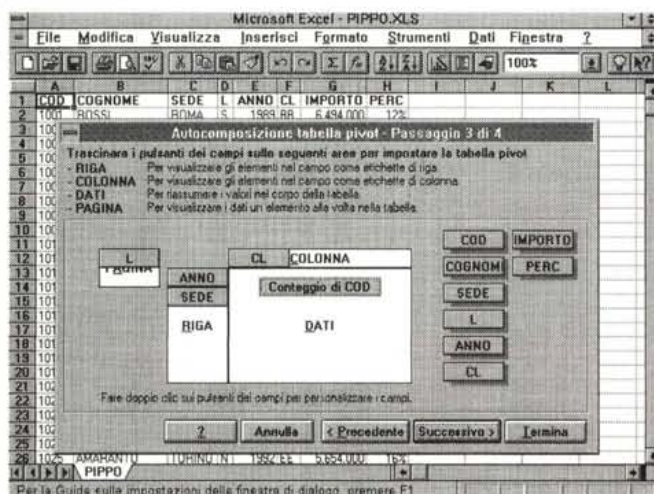 Microsoft Excel - PIPPO.XLS
File Modifica Visualizza Inserisci Formato Strumenti Dati Finestra ?
100%
A B C D E F G H I J K L
1 COD COGNOME SEDE L ANNO CL IMPORTO PERC
2 1001 ROSSI ROMA S 1989 BB 6.494.000 12%
Autocomposizione tabella pivot - Passaggio 3 di 4
Trascinare i pulsanti dei campi sulle seguenti aree per impostare la tabella pivot
- RIGA Per visualizzare gli elementi nel campo come etichette di riga.
- COLONNA Per visualizzare gli elementi nel campo come etichette di colonna.
- DATI Per riassumere i valori nel corpo della tabella.
- PAGINA Per visualizzare i dati un elemento alla volta nella tabella.
L
PAGINA
CL COLONNA
ANNO
SEDE
RIGA
Conteggio di COD
DATI
COD IMPORTO
COGNOMI PERC
SEDE
L
ANNO
CL
Fare doppio clic sui pulsanti dei campi per personalizzare i campi.
? Annulla < Precedente Successivo > Termina
26 1025 AMARANTO TORINO N 1992 EE 5.654.000 16%
PIPPO
Per la Guida sulle impostazioni delle finestra di dialogo, premere F1